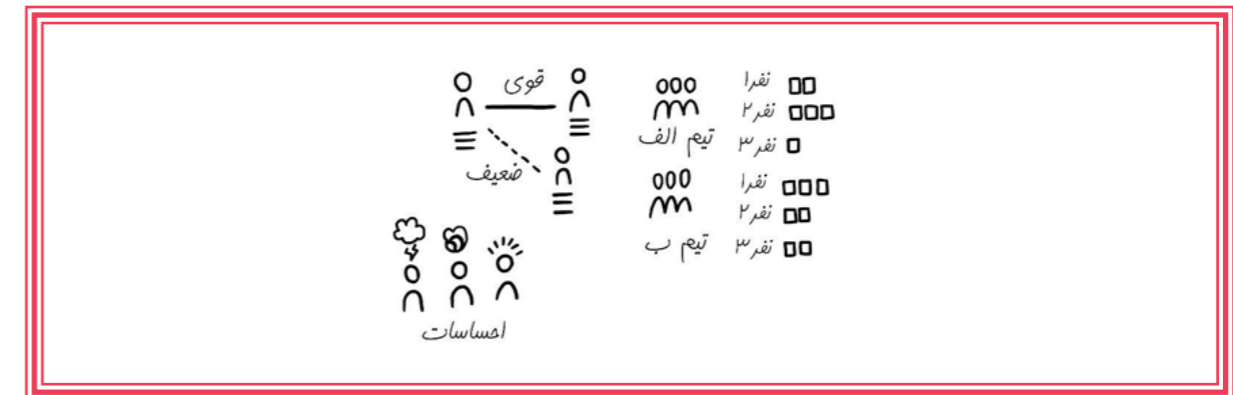 قوی
ضعیف
احساسات
نفر۱
نفر۲
نفر۳
تیم الف
نفر۱
نفر۲
نفر۳
تیم ب